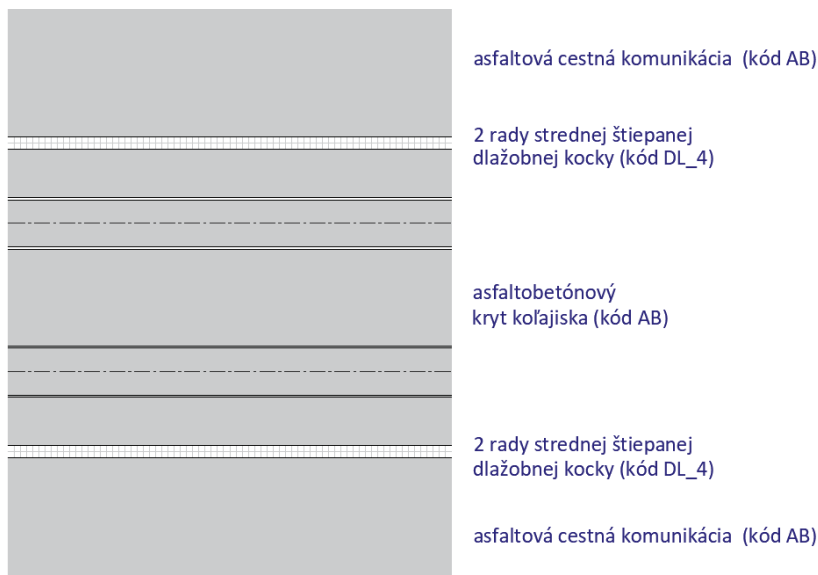 asfaltová cestná komunikácia (kód AB)
2 rady strednej štiepanej
dlažobnej kocky (kód DL_4)
asfaltobetónový
kryt koľajiska (kód AB)
2 rady strednej štiepanej
dlažobnej kocky (kód DL_4)
asfaltová cestná komunikácia (kód AB)